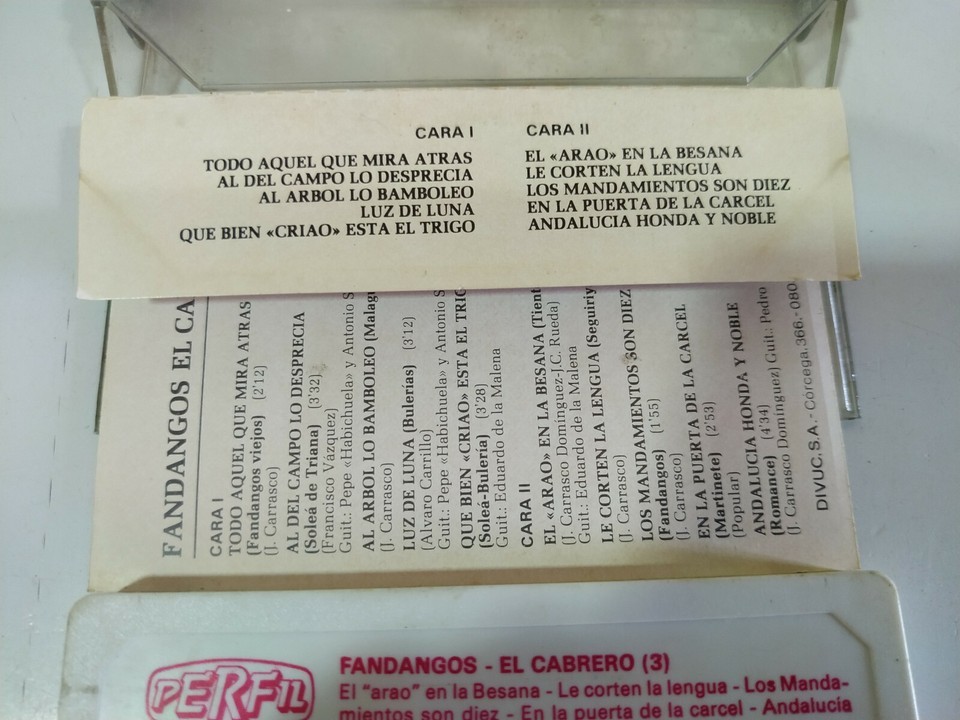 CARA I
TODO AQUEL QUE MIRA ATRAS
AL DEL CAMPO LO DESPRECIA
AL ARBOL LO BAMBOLEO
LUZ DE LUNA
QUE BIEN «CRIAO» ESTA EL TRIGO
CARA II
EL «ARAO» EN LA BESANA
LE CORTEN LA LENGUA
LOS MANDAMIENTOS SON DIEZ
EN LA PUERTA DE LA CARCEL
ANDALUCIA HONDA Y NOBLE
FANDANGOS EL CA
CARA I
TODO AQUEL QUE MIRA ATRAS
(Fandangos viejos) (2'12)
(J. Carrasco)
AL DEL CAMPO LO DESPRECIA
(Soleá de Triana) (3'32)
(Francisco Vázquez)
Guit.: Pepe «Habichuela» y Antonio S
AL ARBOL LO BAMBOLEO (Malagu
(J. Carrasco)
LUZ DE LUNA (Bulerías) (3'12)
(Alvaro Carrillo)
Guit.: Pepe «Habichuela» y Antonio S
QUE BIEN «CRIAO» ESTA EL TRIG
(Soleá-Bulería) (3'28)
Guit.: Eduardo de la Malena
CARA II
EL «ARAO» EN LA BESANA (Tient
(J. Carrasco Domínguez-J.C. Rueda)
Guit.: Eduardo de la Malena
LE CORTEN LA LENGUA (Seguiriy
(J. Carrasco)
LOS MANDAMIENTOS SON DIEZ
(Fandangos) (1'55)
(J. Carrasco)
EN LA PUERTA DE LA CARCEL
(Martinete) (2'53)
(Popular)
ANDALUCIA HONDA Y NOBLE
(Romance) (4'34)
(J. Carrasco Domínguez) Guit.: Pedro
DIVUC, S.A. - Córcega, 366.-080
PERFIL
FANDANGOS - EL CABRERO (3)
El "arao" en la Besana - Le corten la lengua - Los Manda-
mientos son diez - En la puerta de la carcel - Andalucía